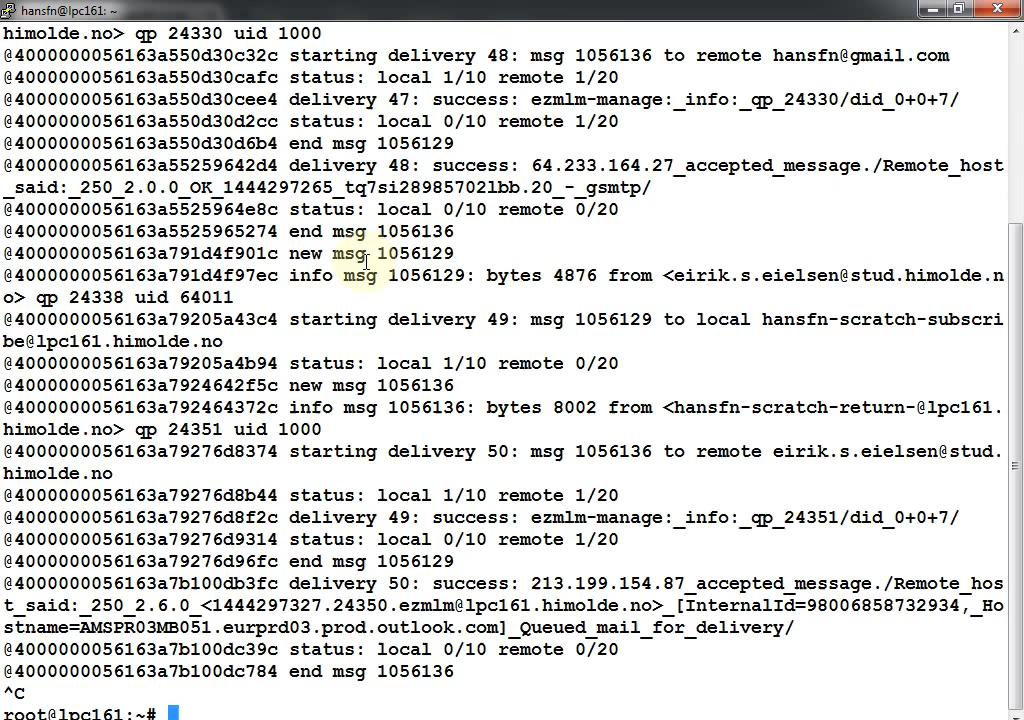 hansfn@lpc161: ~
himolde.no> qp 24330 uid 1000
@4000000056163a550d30c32c starting delivery 48: msg 1056136 to remote hansfn@gmail.com
@4000000056163a550d30cafc status: local 1/10 remote 1/20
@4000000056163a550d30cee4 delivery 47: success: ezmlm-manage:_info:_qp_24330/did_0+0+7/
@4000000056163a550d30d2cc status: local 0/10 remote 1/20
@4000000056163a550d30d6b4 end msg 1056129
@4000000056163a55259642d4 delivery 48: success: 64.233.164.27_accepted_message./Remote_host
_said:_250_2.0.0_OK_1444297265_tq7si28985702lbb.20_-_gsmtp/
@4000000056163a5525964e8c status: local 0/10 remote 0/20
@4000000056163a5525965274 end msg 1056136
@4000000056163a791d4f901c new msg 1056129
@4000000056163a791d4f97ec info msg 1056129: bytes 4876 from <eirik.s.eielsen@stud.himolde.n
o> qp 24338 uid 64011
@4000000056163a79205a43c4 starting delivery 49: msg 1056129 to local hansfn-scratch-subscri
be@lpc161.himolde.no
@4000000056163a79205a4b94 status: local 1/10 remote 0/20
@4000000056163a7924642f5c new msg 1056136
@4000000056163a792464372c info msg 1056136: bytes 8002 from <hansfn-scratch-return-@lpc161.
himolde.no> qp 24351 uid 1000
@4000000056163a79276d8374 starting delivery 50: msg 1056136 to remote eirik.s.eielsen@stud.
himolde.no
@4000000056163a79276d8b44 status: local 1/10 remote 1/20
@4000000056163a79276d8f2c delivery 49: success: ezmlm-manage:_info:_qp_24351/did_0+0+7/
@4000000056163a79276d9314 status: local 0/10 remote 1/20
@4000000056163a79276d96fc end msg 1056129
@4000000056163a7b100db3fc delivery 50: success: 213.199.154.87_accepted_message./Remote_hos
t_said:_250_2.6.0_<1444297327.24350.ezmlm@lpc161.himolde.no>_[InternalId=98006858732934,_Ho
stname=AMSPR03MB051.eurprd03.prod.outlook.com]_Queued_mail_for_delivery/
@4000000056163a7b100dc39c status: local 0/10 remote 0/20
@4000000056163a7b100dc784 end msg 1056136
^C
root@lpc161:~#